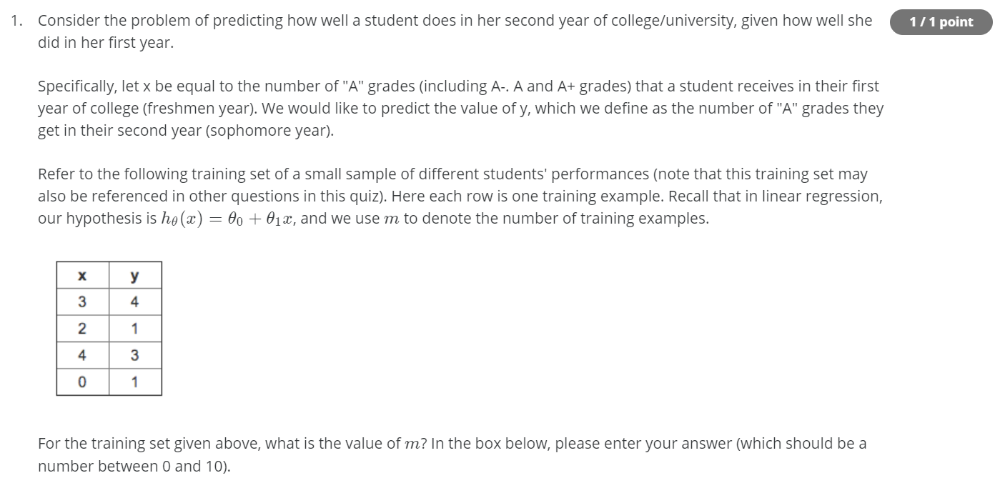 1. Consider the problem of predicting how well a student does in her second year of college/university, given how well she
1 / 1 point
did in her first year.
Specifically, let x be equal to the number of "A" grades (including A-. A and A+ grades) that a student receives in their first
year of college (freshmen year). We would like to predict the value of y, which we define as the number of "A" grades they
get in their second year (sophomore year).
Refer to the following training set of a small sample of different students' performances (note that this training set may
also be referenced in other questions in this quiz). Here each row is one training example. Recall that in linear regression,
our hypothesis is hθ(x) = θ0 + θ1x, and we use m to denote the number of training examples.
x y
3 4
2 1
4 3
0 1
For the training set given above, what is the value of m? In the box below, please enter your answer (which should be a
number between 0 and 10).